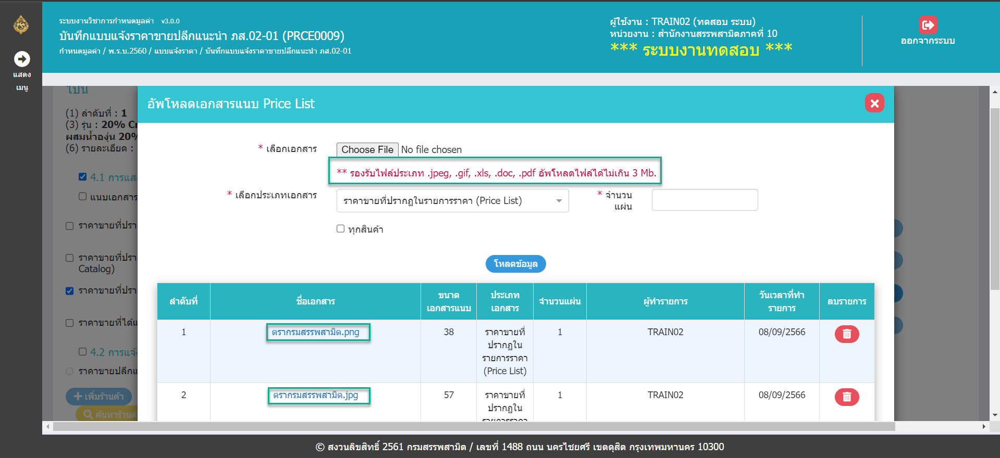 แสดง
เมนู
ระบบงานวิชาการกำหนดมูลค่า v3.0.0
บันทึกแบบแจ้งราคาขายปลีกแนะนำ ภส.02-01 (PRCE0009)
กำหนดมูลค่า / พ.ร.บ.2560 / แบบแจ้งราคา / บันทึกแบบแจ้งราคาขายปลีกแนะนำ ภส.02-01
ผู้ใช้งาน : TRAIN02 (ทดสอบ ระบบ)
หน่วยงาน : สำนักงานสรรพสามิตภาคที่ 10
*** ระบบงานทดสอบ ***
ออกจากระบบ
(1) ลำดับที่ : 1
(3) รุ่น : 20% Cr
ผสมน้ำองุ่น 20%
(6) รายละเอียด :
4.1 การแส
แนบเอกสาร
ราคาขายที่ปรา
ราคาขายที่ปรา
Catalog)
ราคาขายที่ปรา
ราคาขายที่ได้แ
4.2 การแจ้
ราคาขายปลีกแ
เพิ่มร้านค้า
ค้นหาร้านค้
อัพโหลดเอกสารแนบ Price List
* เลือกเอกสาร Choose File No file chosen
** รองรับไฟล์ประเภท .jpeg, .gif, .xls, .doc, .pdf อัพโหลดไฟล์ได้ไม่เกิน 3 Mb.
* เลือกประเภทเอกสาร ราคาขายที่ปรากฏในรายการราคา (Price List) * จำนวน
แผ่น
ทุกสินค้า
โหลดข้อมูล
ลำดับที่ ชื่อเอกสาร ขนาด
เอกสารแนบ ประเภท
เอกสาร จำนวนแผ่น ผู้ทำรายการ วันเวลาที่ทำ
รายการ ลบรายการ
1 ตรากรมสรรพสามิต.png 38 ราคาขายที่ 1 TRAIN02 08/09/2566
ปรากฏใน
รายการราคา
(Price List)
2 ตรากรมสรรพสามิต.jpg 57 ราคาขายที่ 1 TRAIN02 08/09/2566
ปรากฏใน
รายการราคา
© สงวนลิขสิทธิ์ 2561 กรมสรรพสามิต / เลขที่ 1488 ถนน นครไชยศรี เขตดุสิต กรุงเทพมหานคร 10300